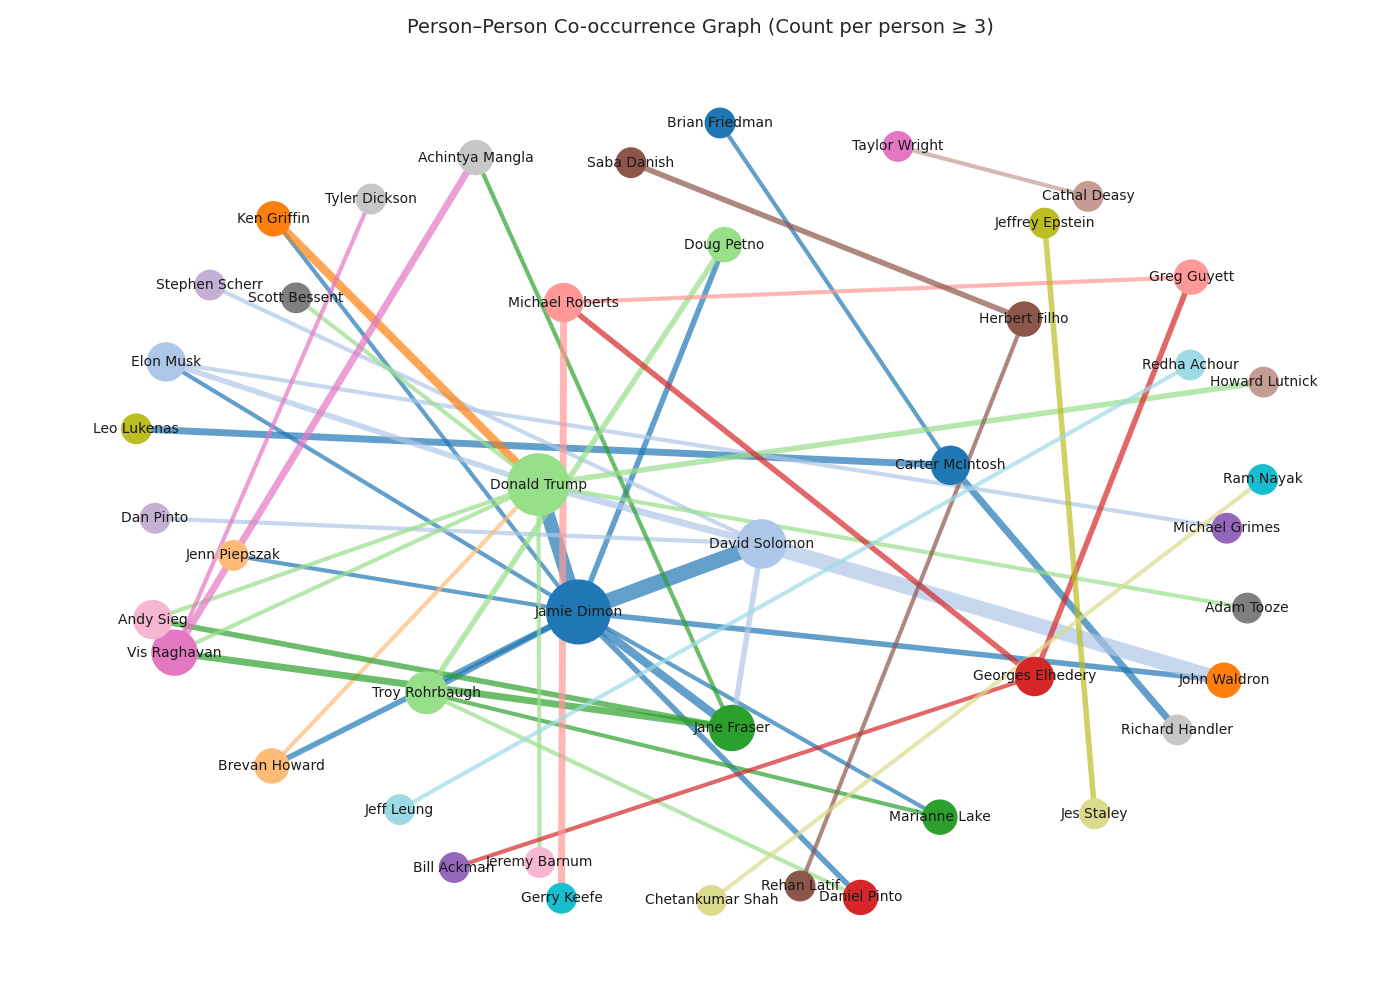 Person–Person Co-occurrence Graph (Count per person ≥ 3)
Brian Friedman
Taylor Wright
Achintya Mangla
Saba Danish
Cathal Deasy
Tyler Dickson
Ken Griffin
Jeffrey Epstein
Doug Petno
Greg Guyett
Stephen Scherr
Scott Bessent
Michael Roberts
Herbert Filho
Elon Musk
Redha Achour
Howard Lutnick
Leo Lukenas
Carter McIntosh
Ram Nayak
Donald Trump
Dan Pinto
Michael Grimes
David Solomon
Jenn Piepszak
Adam Tooze
Jamie Dimon
Andy Sieg
Vis Raghavan
Georges Elhedery
John Waldron
Troy Rohrbaugh
Jane Fraser
Richard Handler
Brevan Howard
Jeff Leung
Marianne Lake
Jes Staley
Jeremy Barnum
Bill Ackman
Rehan Latif
Gerry Keefe
Chetankumar Shah
Daniel Pinto